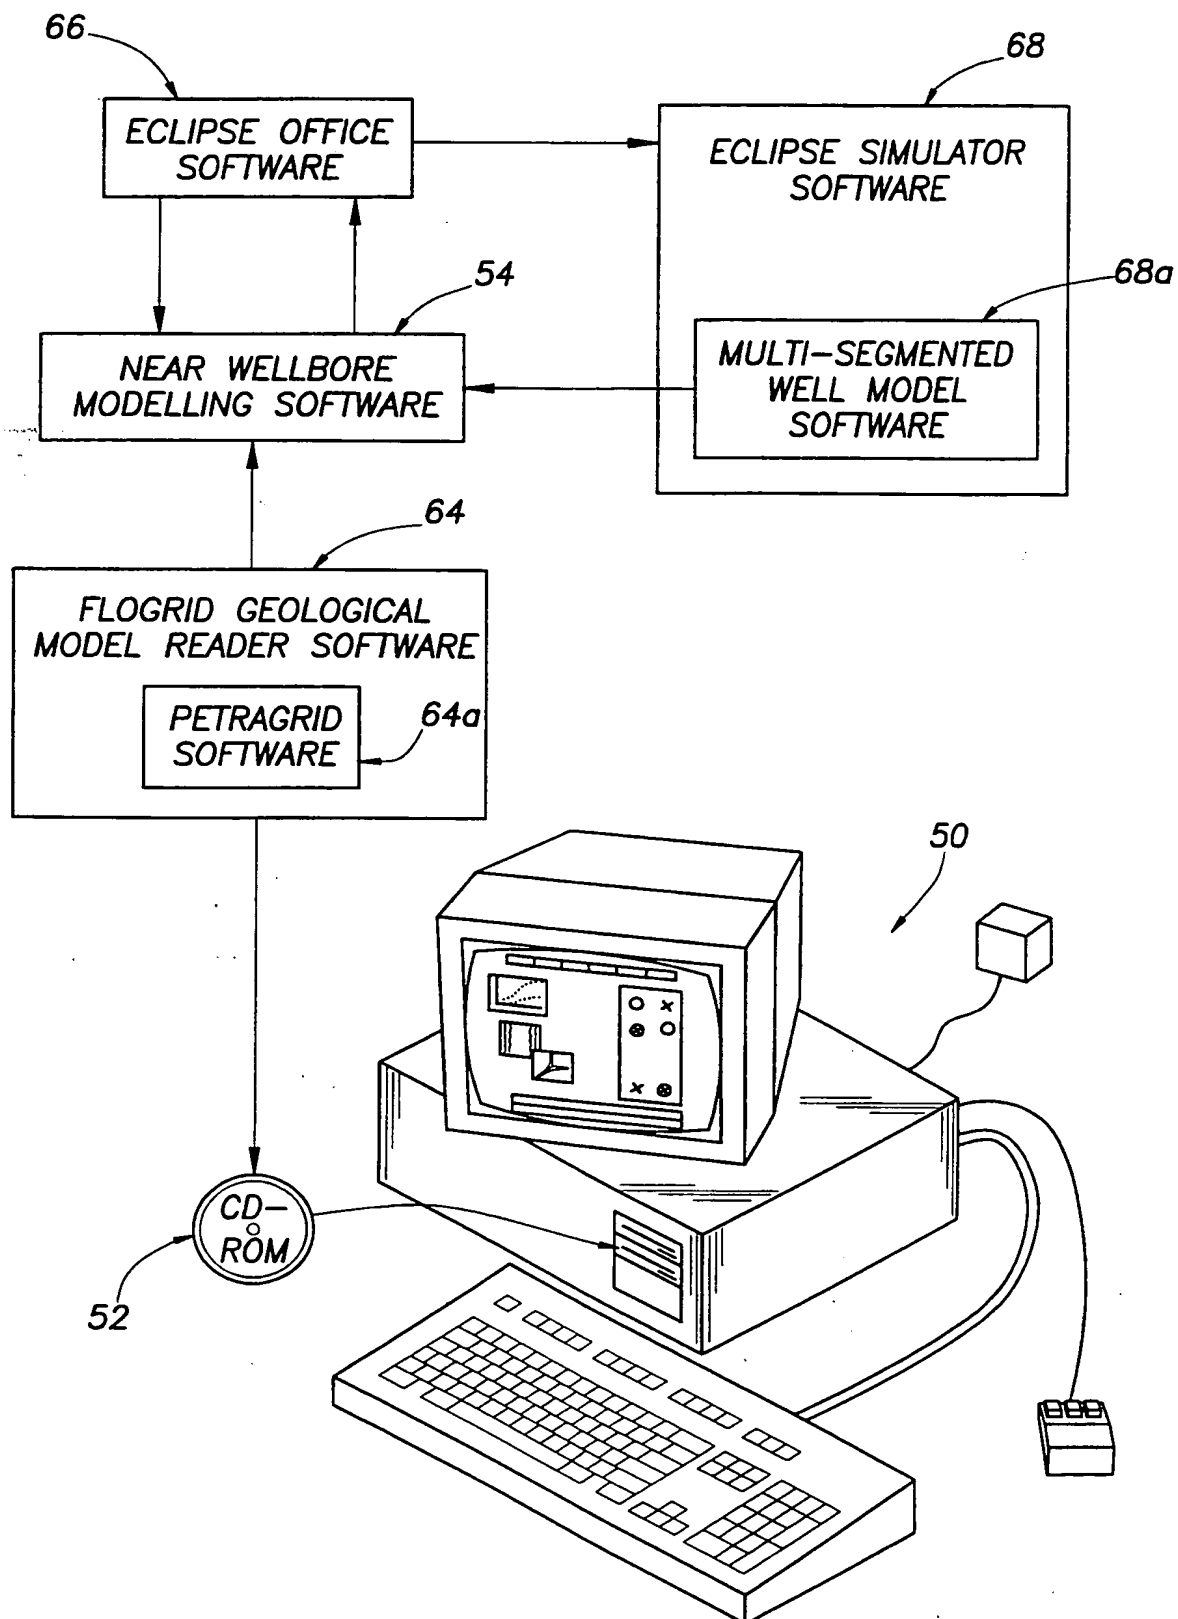 66
68
ECLIPSE OFFICE
SOFTWARE
ECLIPSE SIMULATOR
SOFTWARE
54
68a
NEAR WELLBORE
MODELLING SOFTWARE
MULTI-SEGMENTED
WELL MODEL
SOFTWARE
64
FLOGRID GEOLOGICAL
MODEL READER SOFTWARE
PETRAGRID
SOFTWARE
64a
50
CD-
ROM
52